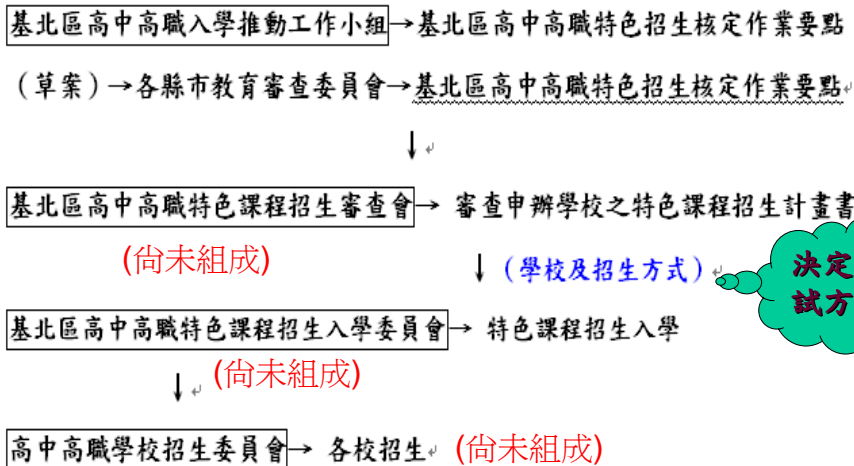 基北區高中高職入學推動工作小組→基北區高中高職特色招生核定作業要點
（草案）→各縣市教育審查委員會→基北區高中高職特色招生核定作業要點
↓
基北區高中高職特色課程招生審查會→ 審查申辦學校之特色課程招生計畫書
(尚未組成)
↓（學校及招生方式）
決定
試方
基北區高中高職特色課程招生入學委員會→ 特色課程招生入學
↓ (尚未組成)
高中高職學校招生委員會→ 各校招生 (尚未組成)